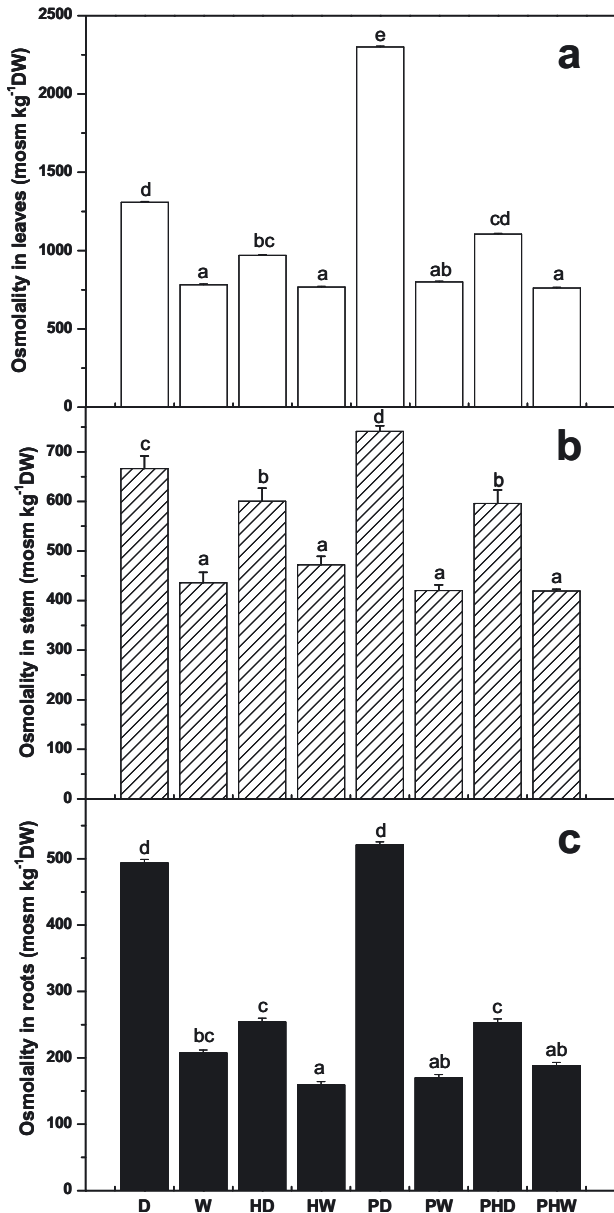 a
Osmolality in leaves (mosm kg⁻¹DW)
2500
2000
1500
1000
500
0
d
a
bc
a
e
ab
cd
a
b
Osmolality in stem (mosm kg⁻¹DW)
700
600
500
400
300
200
100
0
c
a
b
a
d
a
b
a
c
Osmolality in roots (mosm kg⁻¹DW)
500
400
300
200
100
0
d
bc
c
a
d
ab
c
ab
D W HD HW PD PW PHD PHW